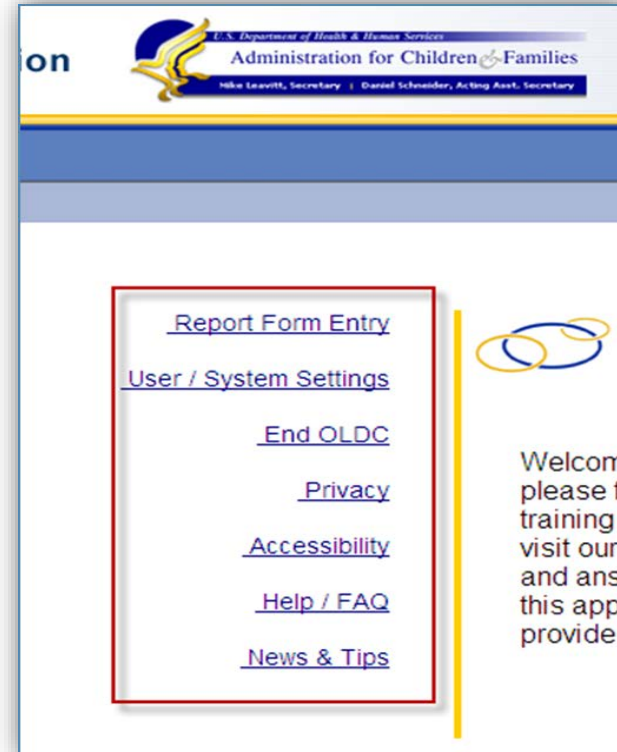 ion
U.S. Department of Health & Human Services
Administration for Children & Families
Mike Leavitt, Secretary | Daniel Schneider, Acting Asst. Secretary
Report Form Entry
User / System Settings
End OLDC
Privacy
Accessibility
Help / FAQ
News & Tips
Welcom
please f
training
visit our
and ans
this app
provide